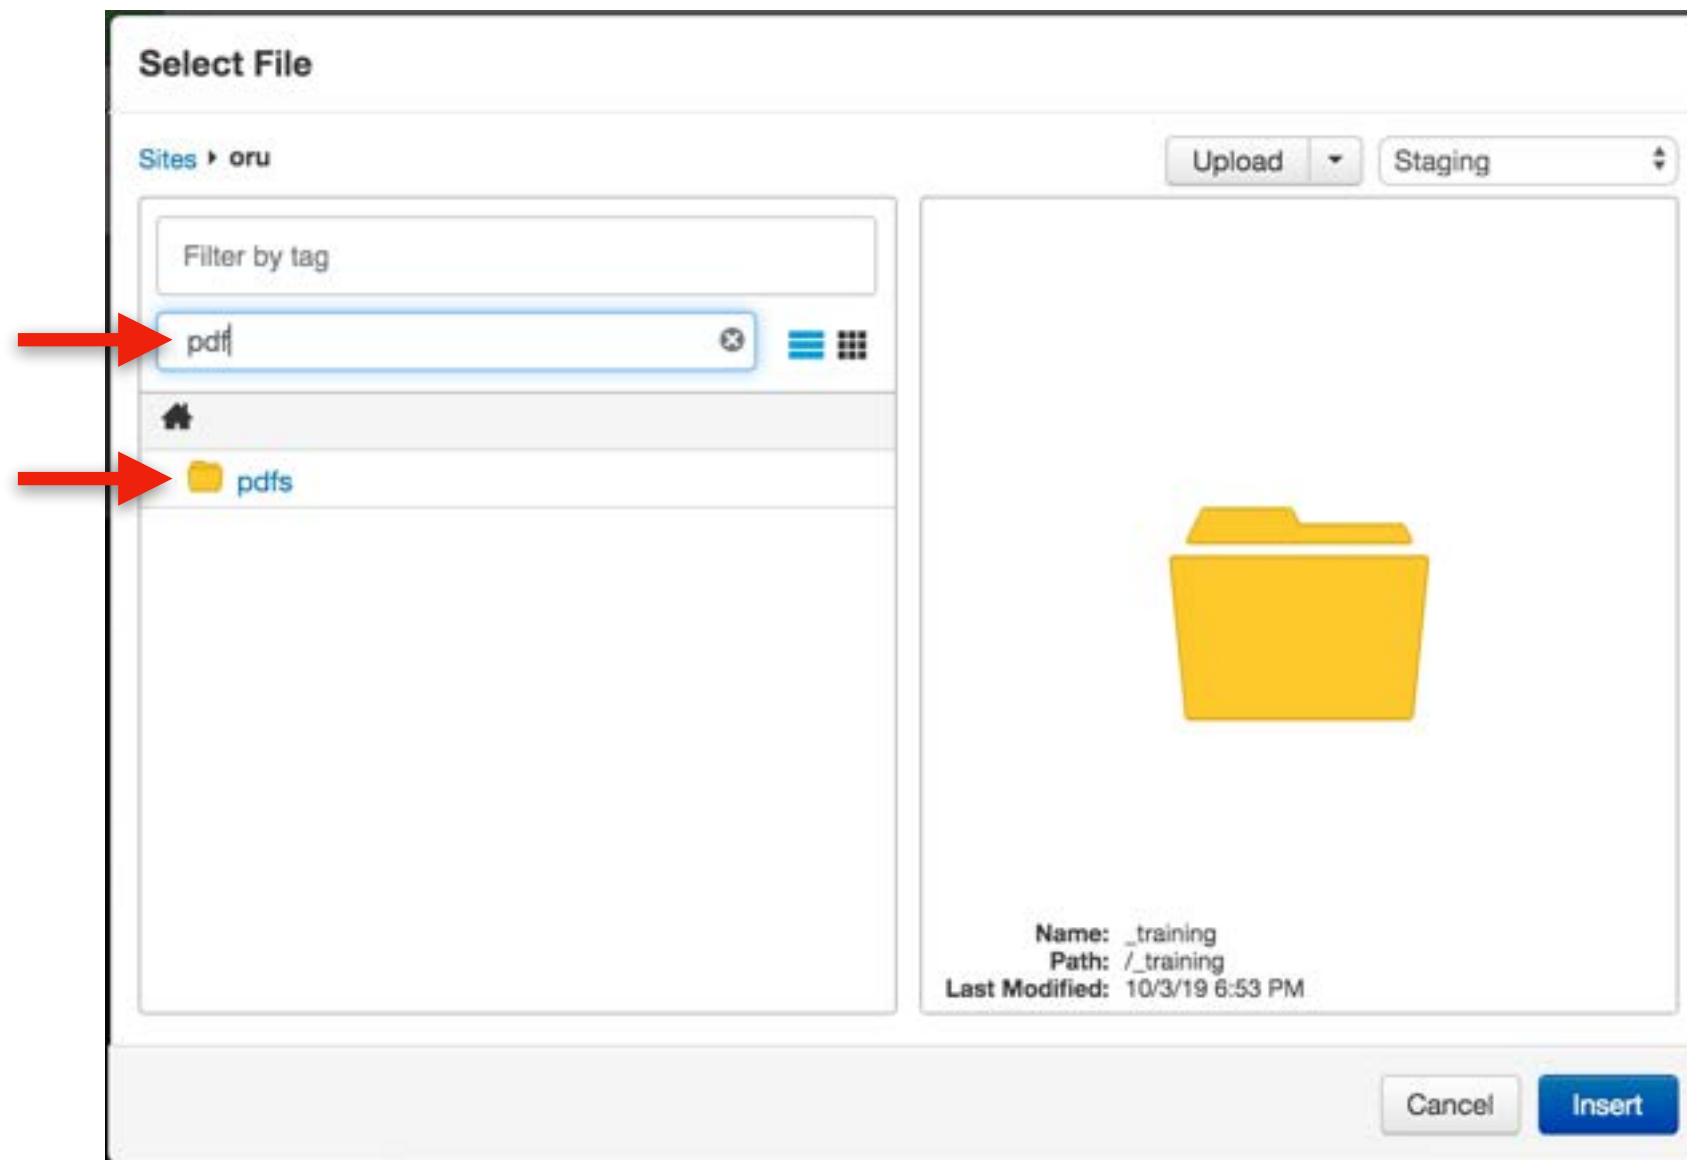 Select File
Sites ▸ oru
Upload
Staging
Filter by tag
pdf
pdfs
Name: _training
Path: /_training
Last Modified: 10/3/19 6:53 PM
Cancel
Insert